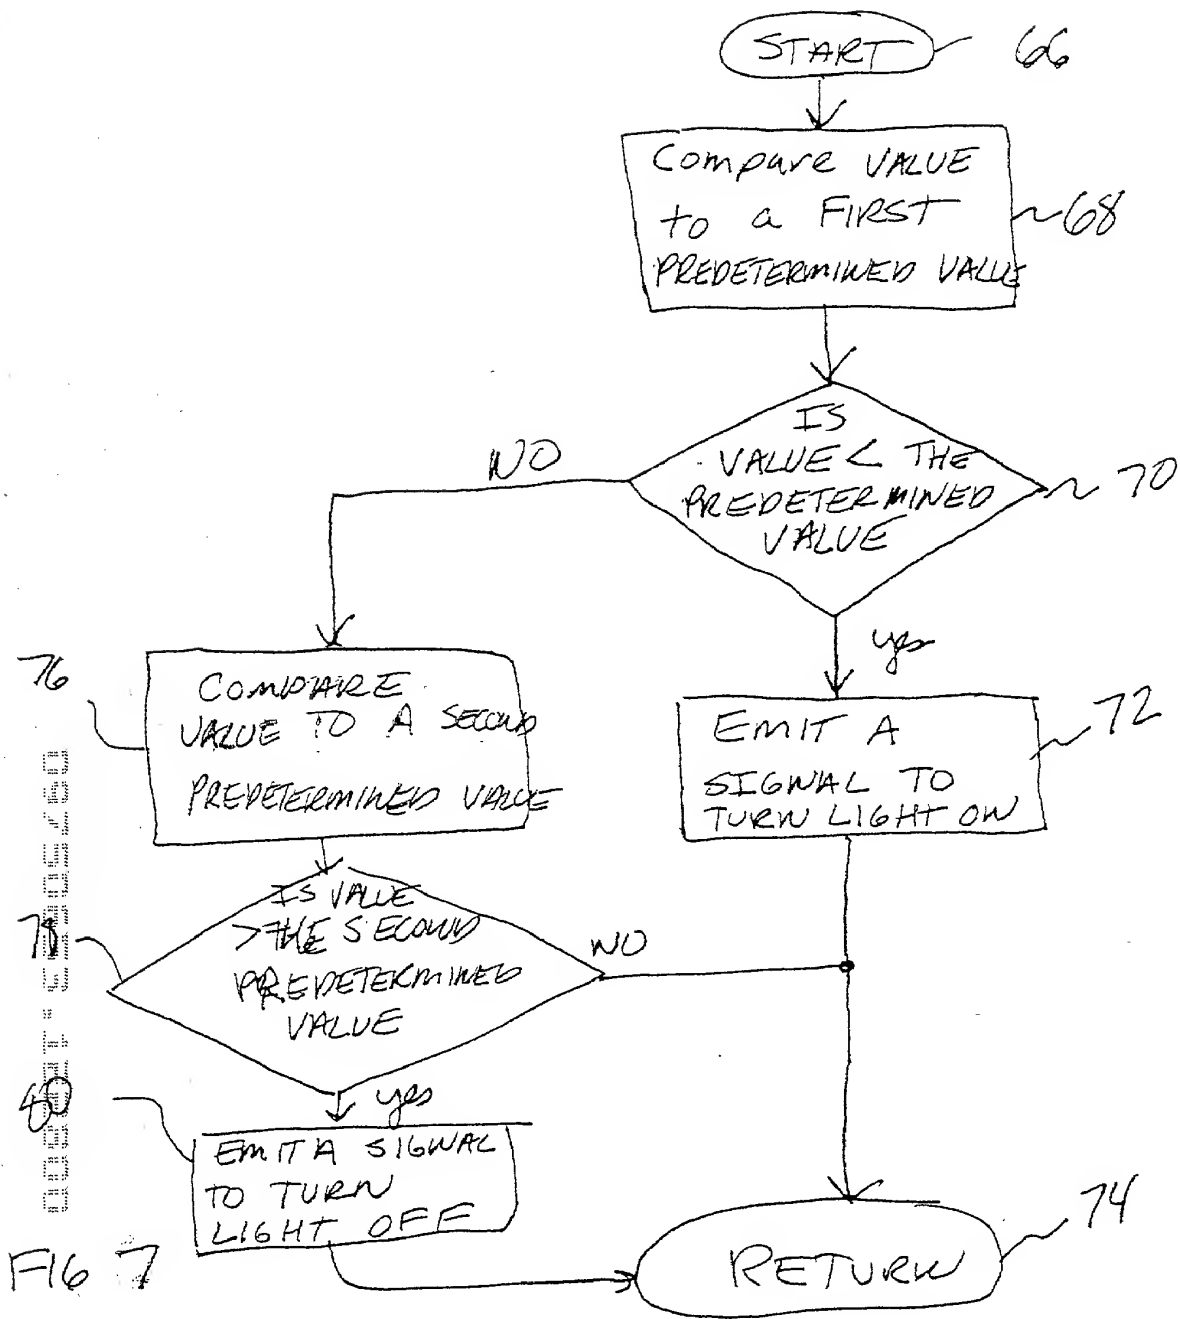 START
66
Compare VALUE
to a FIRST
PREDETERMINED VALUE
68
IS
VALUE < THE
PREDETERMINED
VALUE
70
NO
yes
76
COMPARE
VALUE TO A SECOND
PREDETERMINED VALUE
EMIT A
SIGNAL TO
TURN LIGHT ON
72
78
IS VALUE
> THE SECOND
PREDETERMINED
VALUE
NO
yes
80
EMIT A SIGNAL
TO TURN
LIGHT OFF
RETURN
74
FIG 7